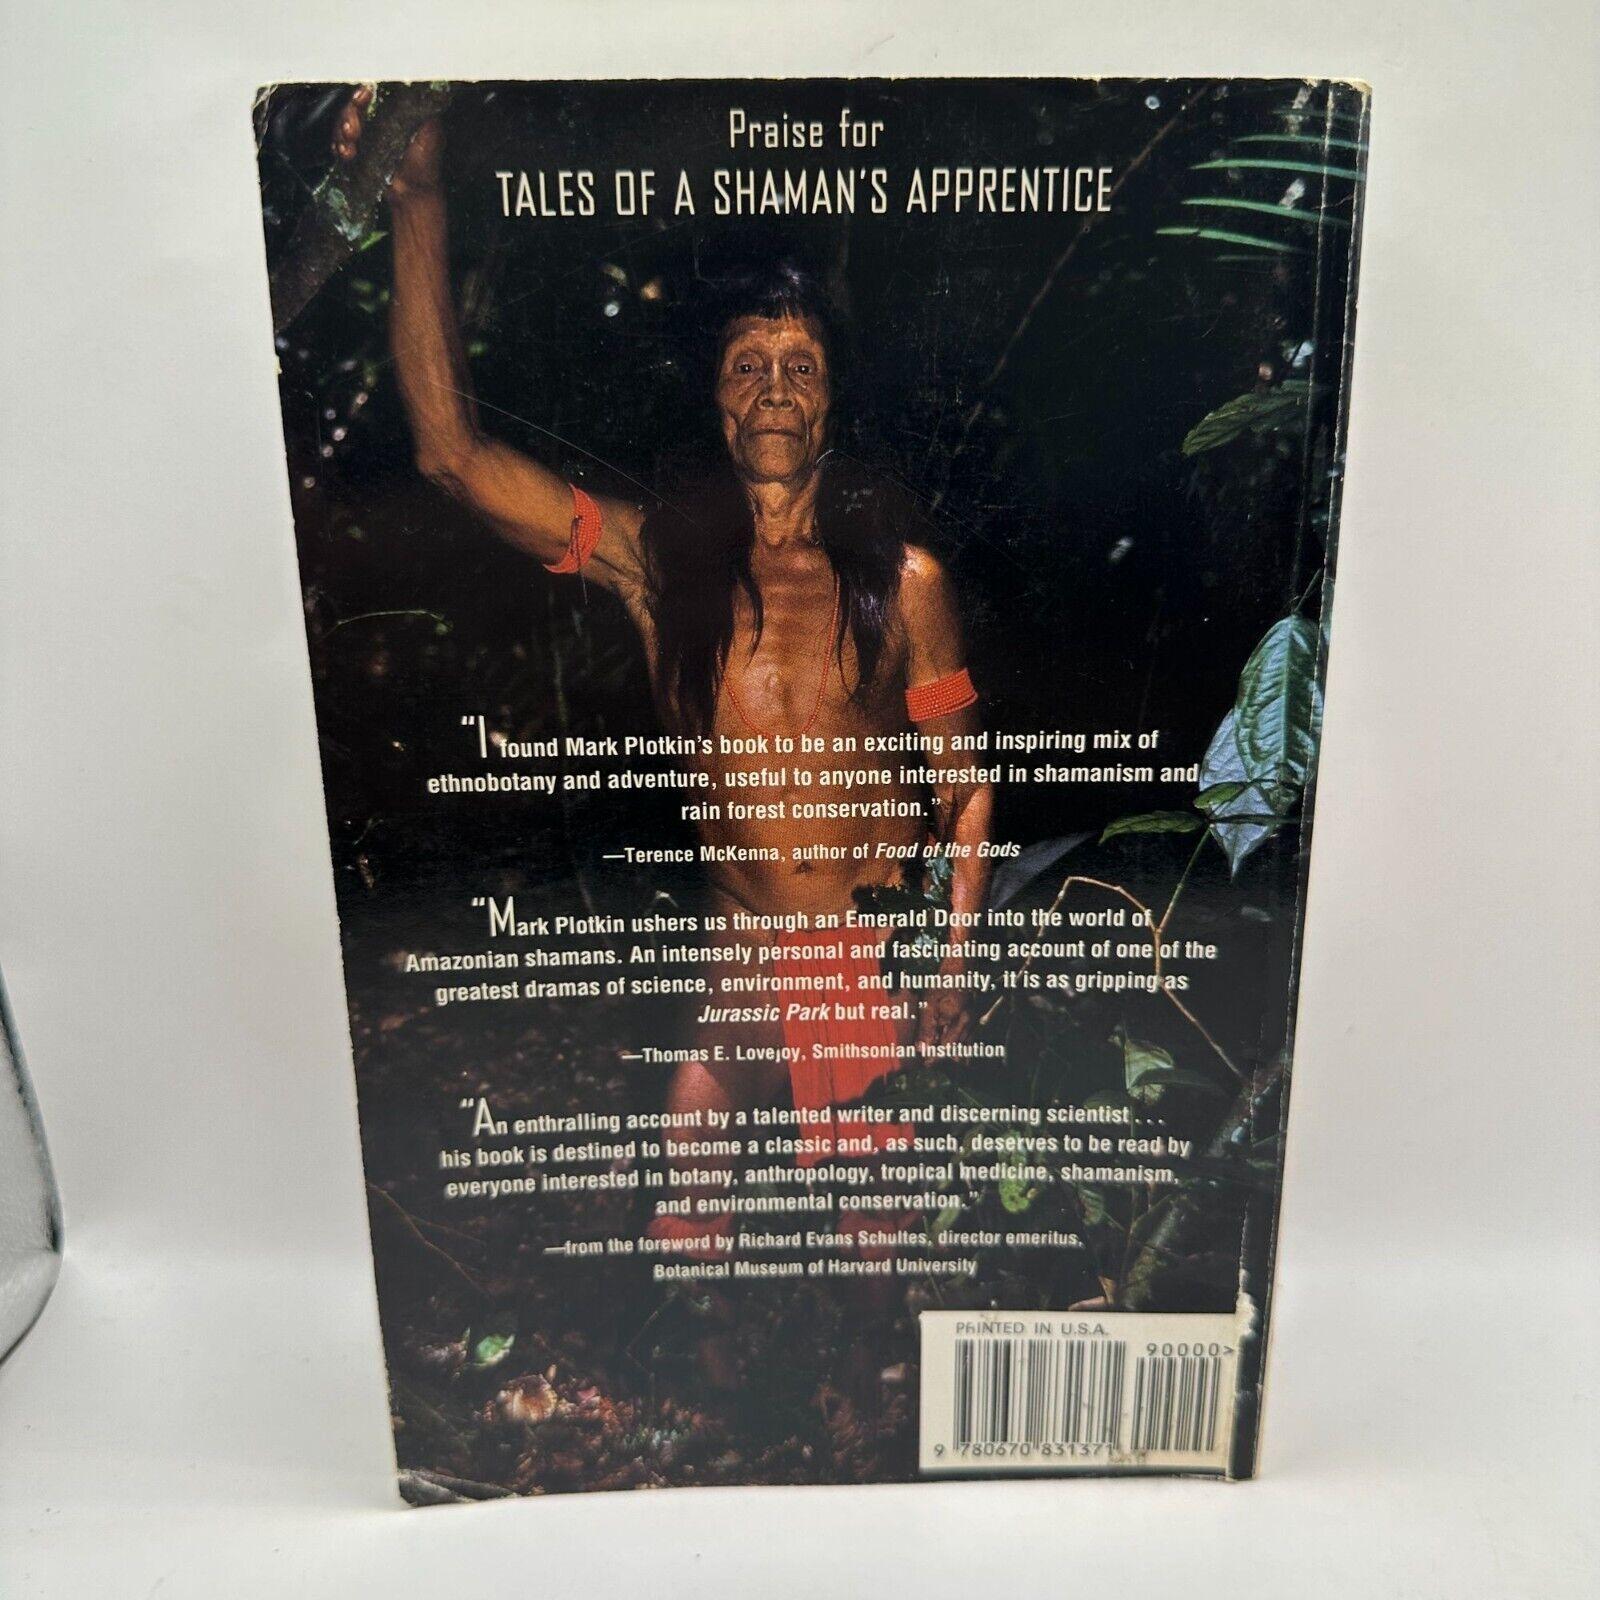 Praise for
TALES OF A SHAMAN'S APPRENTICE
"I found Mark Plotkin's book to be an exciting and inspiring mix of
ethnobotany and adventure, useful to anyone interested in shamanism and
rain forest conservation."
—Terence McKenna, author of Food of the Gods
"Mark Plotkin ushers us through an Emerald Door into the world of
Amazonian shamans. An intensely personal and fascinating account of one of the
greatest dramas of science, environment, and humanity, it is as gripping as
Jurassic Park but real."
—Thomas E. Lovejoy, Smithsonian Institution
"An enthralling account by a talented writer and discerning scientist . . .
his book is destined to become a classic and, as such, deserves to be read by
everyone interested in botany, anthropology, tropical medicine, shamanism,
and environmental conservation."
—from the foreword by Richard Evans Schultes, director emeritus,
Botanical Museum of Harvard University
PRINTED IN U.S.A.
90000>
9 780670 831371